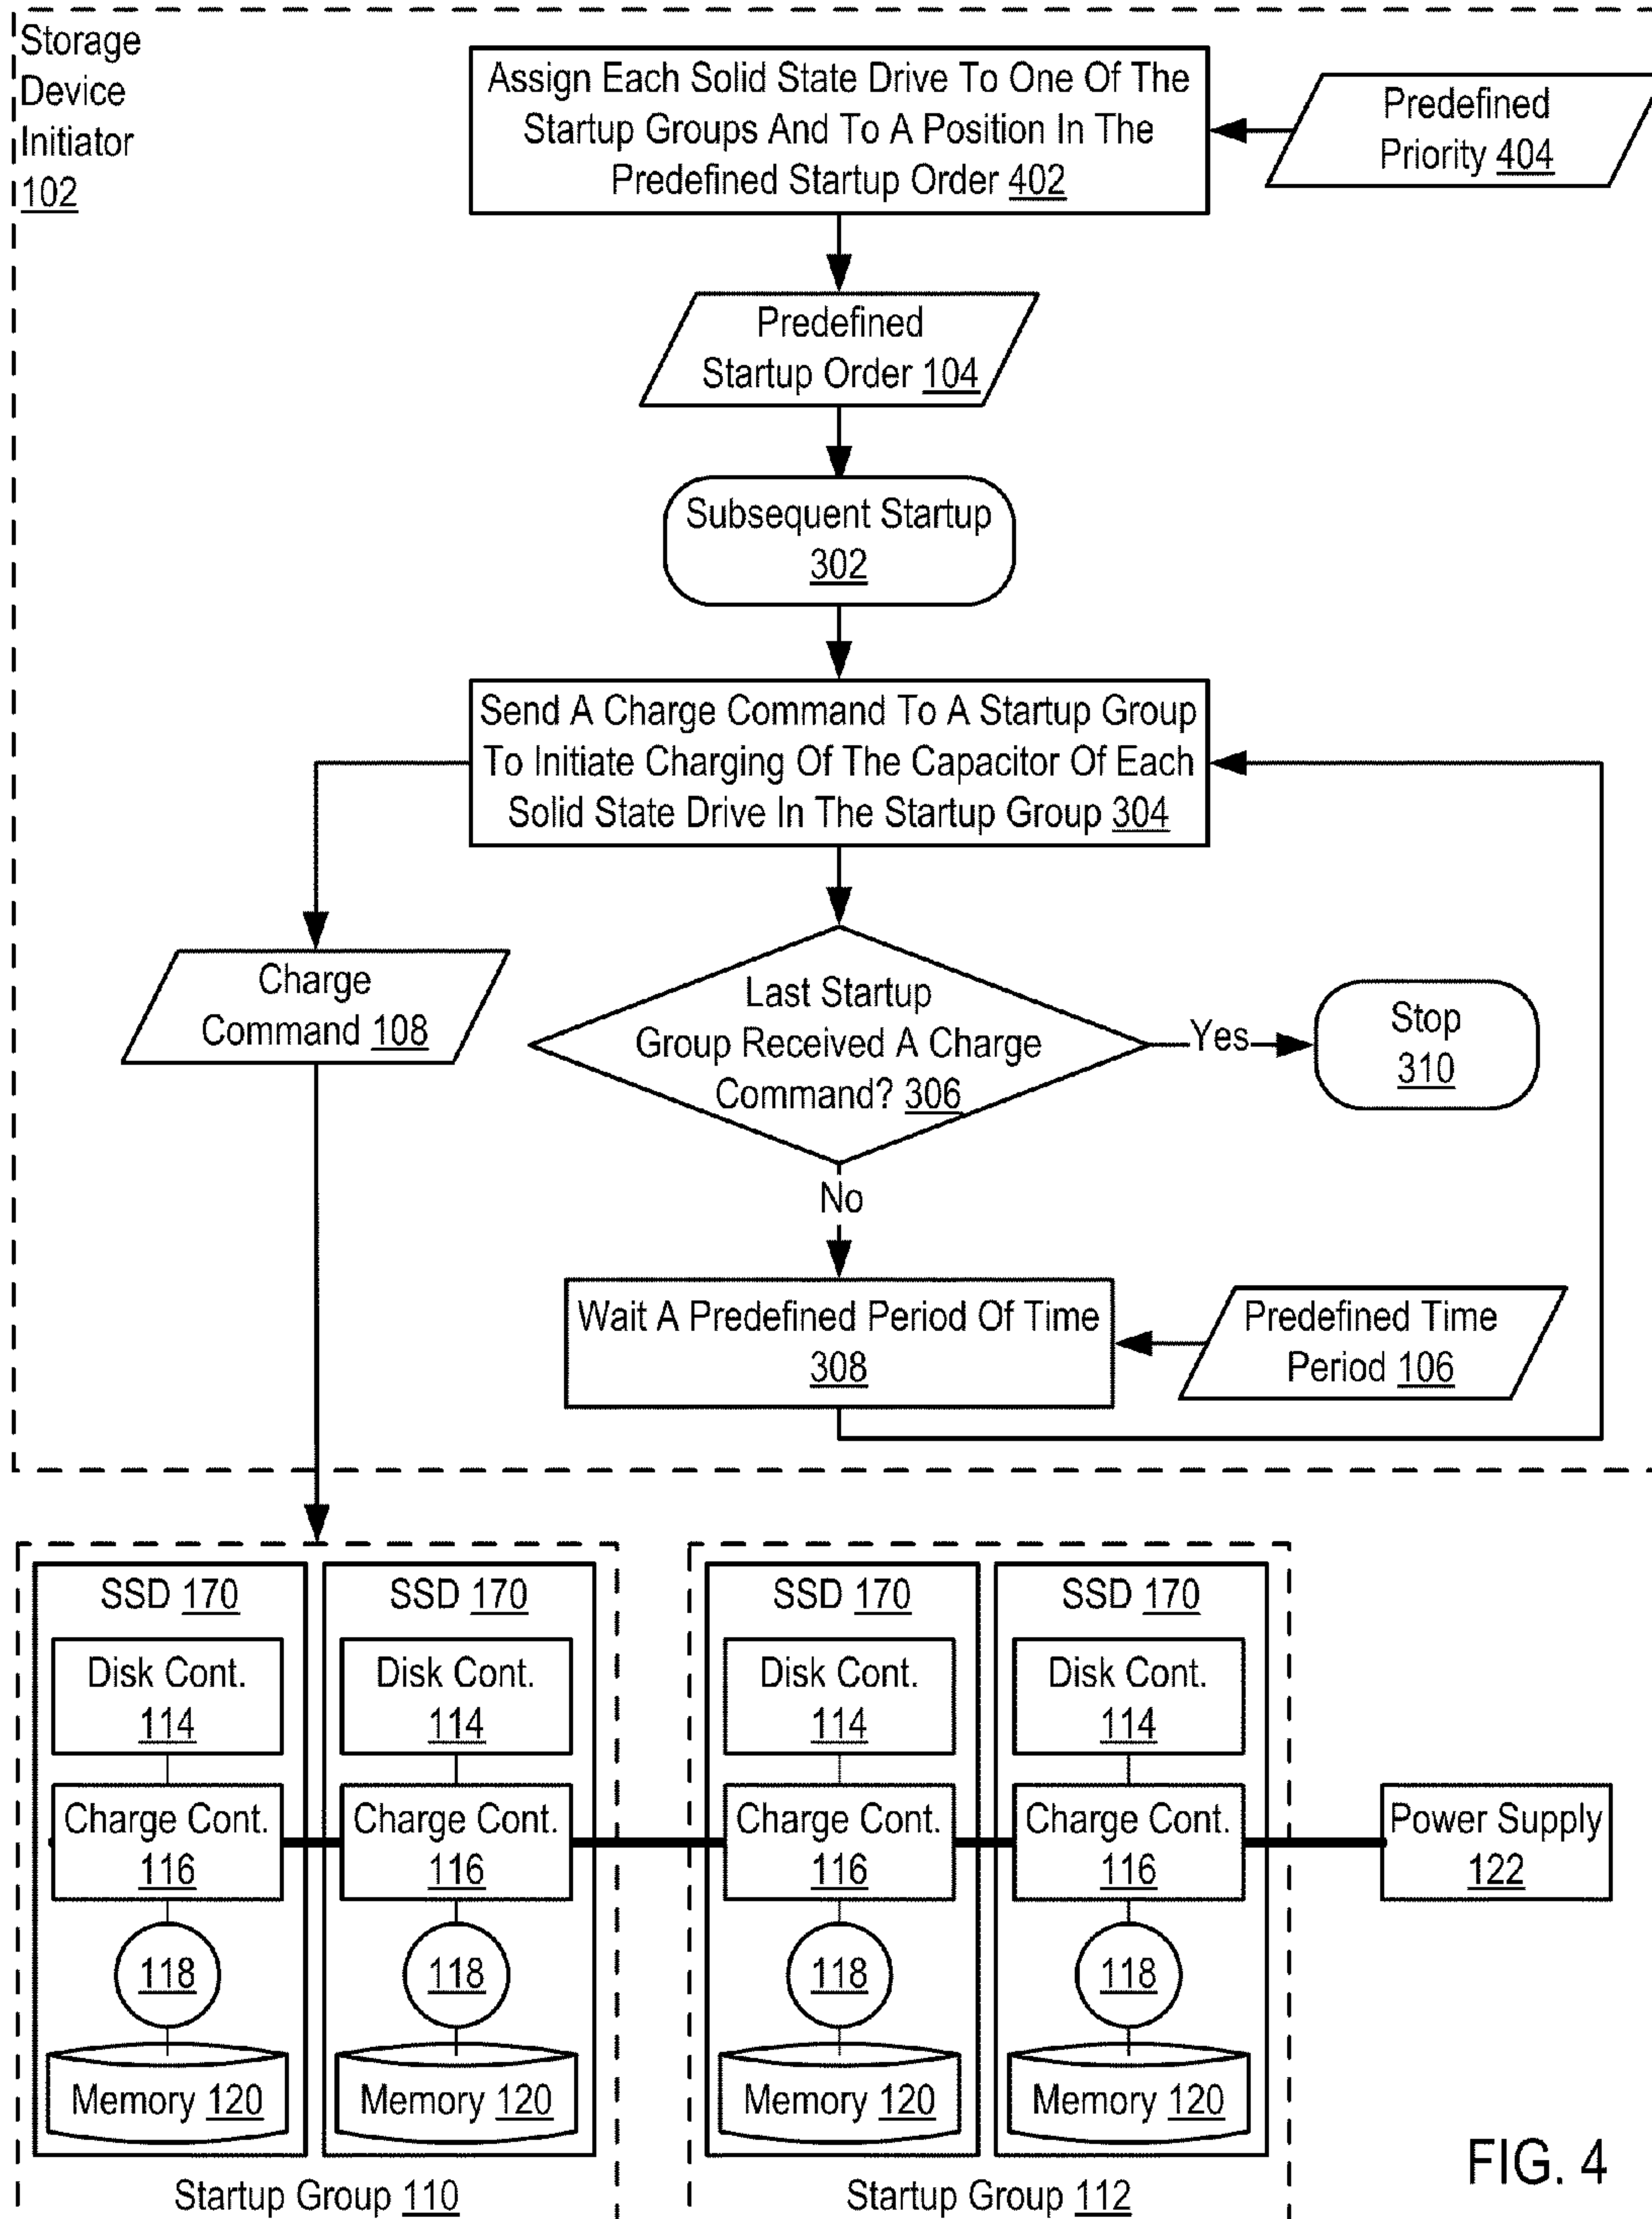 Storage
Device
Initiator
102
Assign Each Solid State Drive To One Of The
Startup Groups And To A Position In The
Predefined Startup Order 402
Predefined
Priority 404
Predefined
Startup Order 104
Subsequent Startup
302
Send A Charge Command To A Startup Group
To Initiate Charging Of The Capacitor Of Each
Solid State Drive In The Startup Group 304
Charge
Command 108
Last Startup
Group Received A Charge
Command? 306
Yes
Stop
310
No
Wait A Predefined Period Of Time
308
Predefined Time
Period 106
SSD 170
Disk Cont.
114
Charge Cont.
116
118
Memory 120
SSD 170
Disk Cont.
114
Charge Cont.
116
118
Memory 120
Startup Group 110
SSD 170
Disk Cont.
114
Charge Cont.
116
118
Memory 120
SSD 170
Disk Cont.
114
Charge Cont.
116
118
Memory 120
Startup Group 112
Power Supply
122
FIG. 4